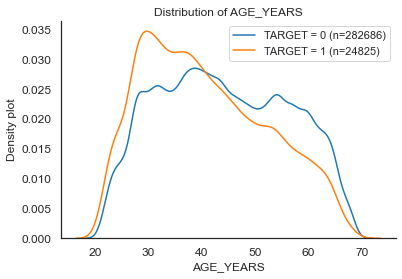 Distribution of AGE_YEARS
TARGET = 0 (n=282686)
TARGET = 1 (n=24825)
Density plot
0.035
0.030
0.025
0.020
0.015
0.010
0.005
0.000
20 30 40 50 60 70
AGE_YEARS